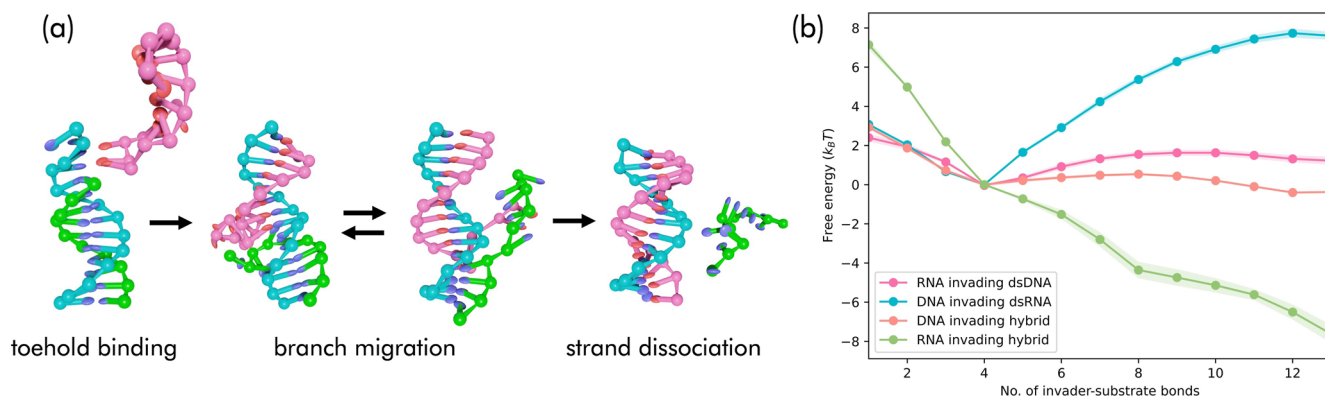 (a)
toehold binding
branch migration
strand dissociation
(b)
Free energy (k_BT)
8
6
4
2
0
−2
−4
−6
−8
RNA invading dsDNA
DNA invading dsRNA
DNA invading hybrid
RNA invading hybrid
2
4
6
8
10
12
No. of invader-substrate bonds